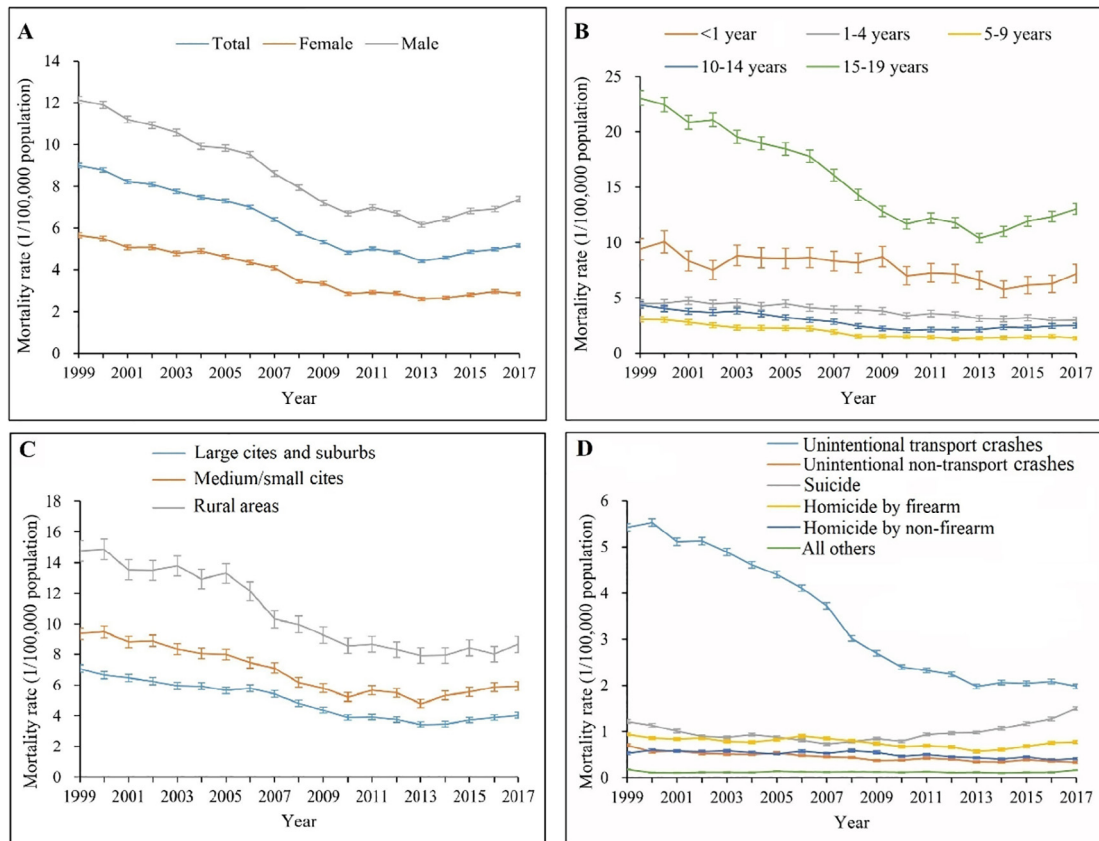 A
Total Female Male
Mortality rate (1/100,000 population)
14
12
10
8
6
4
2
0
1999 2001 2003 2005 2007 2009 2011 2013 2015 2017
Year
B
<1 year 1-4 years 5-9 years
10-14 years 15-19 years
Mortality rate (1/100,000 population)
25
20
15
10
5
0
1999 2001 2003 2005 2007 2009 2011 2013 2015 2017
Year
C
Large cites and suburbs
Medium/small cites
Rural areas
Mortality rate (1/100,000 population)
18
16
14
12
10
8
6
4
2
0
1999 2001 2003 2005 2007 2009 2011 2013 2015 2017
Year
D
Unintentional transport crashes
Unintentional non-transport crashes
Suicide
Homicide by firearm
Homicide by non-firearm
All others
Mortality rate (1/100,000 population)
6
5
4
3
2
1
0
1999 2001 2003 2005 2007 2009 2011 2013 2015 2017
Year